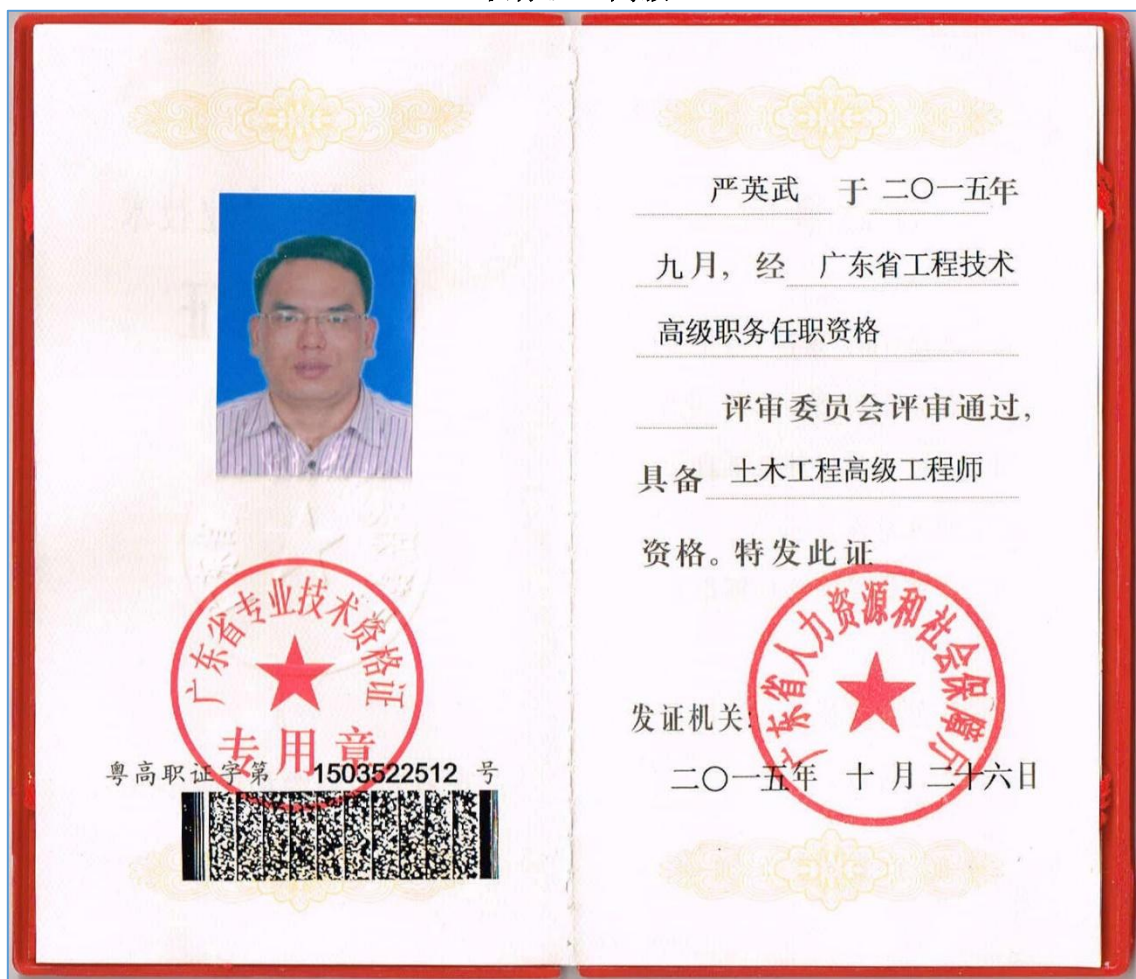 广东省专业技术资格证
专用章
粤高职证字第 1503522512 号
严英武 于 二〇一五年
九月，经 广东省工程技术
高级职务任职资格
评审委员会评审通过，
具备 土木工程高级工程师
资格。特发此证
广东省人力资源和社会保障厅
发证机关:
二〇一五年 十 月二十六日